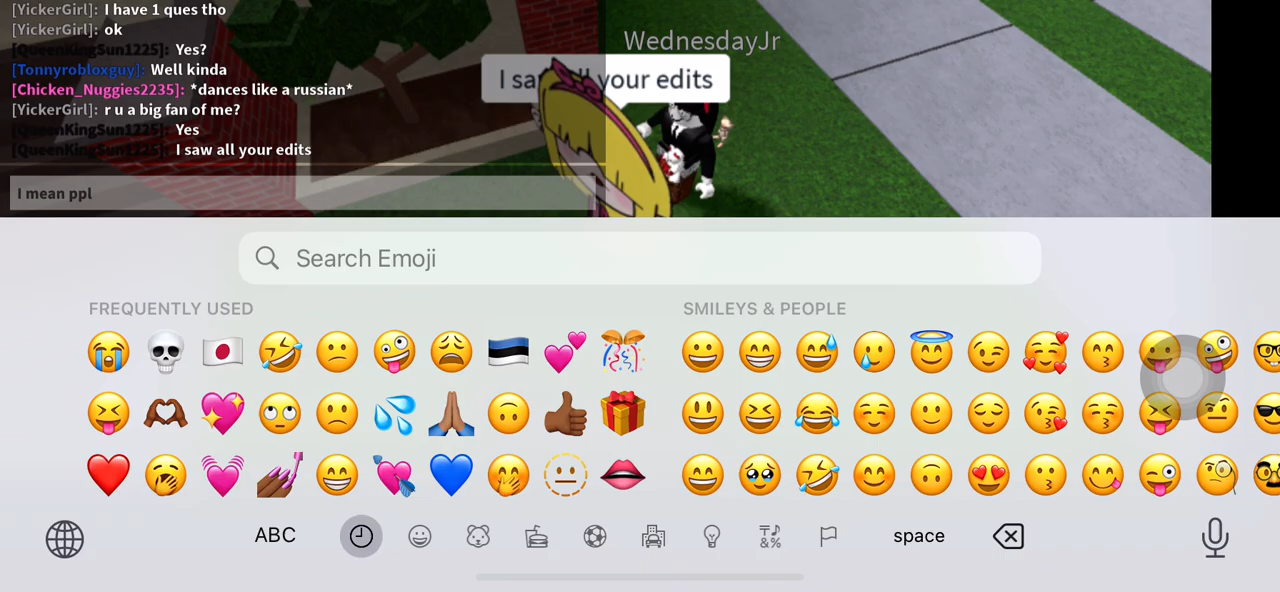 [YickerGirl]: I have 1 ques tho
[YickerGirl]: ok
[QueenKingSun1225]: Yes?
[Tonnyrobloxguy]: Well kinda
[Chicken_Nuggies2235]: *dances like a russian*
[YickerGirl]: r u a big fan of me?
[QueenKingSun1225]: Yes
[QueenKingSun1225]: I saw all your edits
I mean ppl
WednesdayJr
I saw all your edits
Search Emoji
FREQUENTLY USED
SMILEYS & PEOPLE
ABC
space